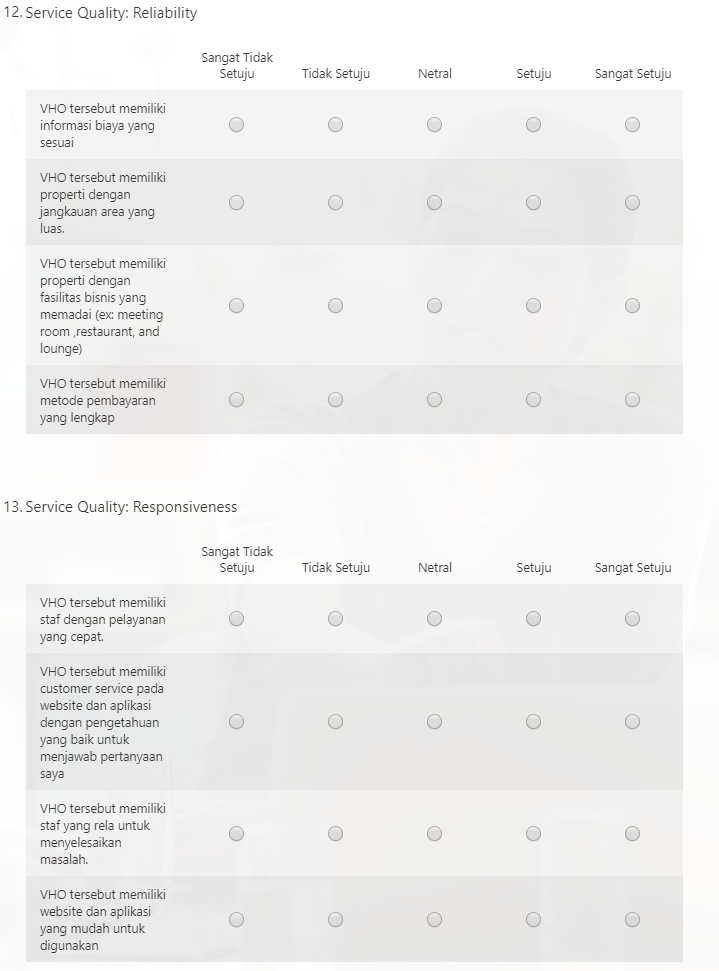 12. Service Quality: Reliability
Sangat Tidak
Setuju
Tidak Setuju
Netral
Setuju
Sangat Setuju
VHO tersebut memiliki
informasi biaya yang
sesuai
VHO tersebut memiliki
properti dengan
jangkauan area yang
luas.
VHO tersebut memiliki
properti dengan
fasilitas bisnis yang
memadai (ex: meeting
room ,restaurant, and
lounge)
VHO tersebut memiliki
metode pembayaran
yang lengkap
13. Service Quality: Responsiveness
Sangat Tidak
Setuju
Tidak Setuju
Netral
Setuju
Sangat Setuju
VHO tersebut memiliki
staf dengan pelayanan
yang cepat.
VHO tersebut memiliki
customer service pada
website dan aplikasi
dengan pengetahuan
yang baik untuk
menjawab pertanyaan
saya
VHO tersebut memiliki
staf yang rela untuk
menyelesaikan
masalah.
VHO tersebut memiliki
website dan aplikasi
yang mudah untuk
digunakan